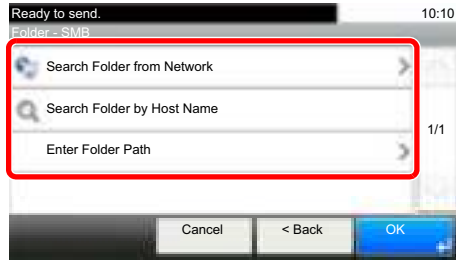 Ready to send. 10:10
Folder - SMB
Search Folder from Network
Search Folder by Host Name
1/1
Enter Folder Path
Cancel < Back OK